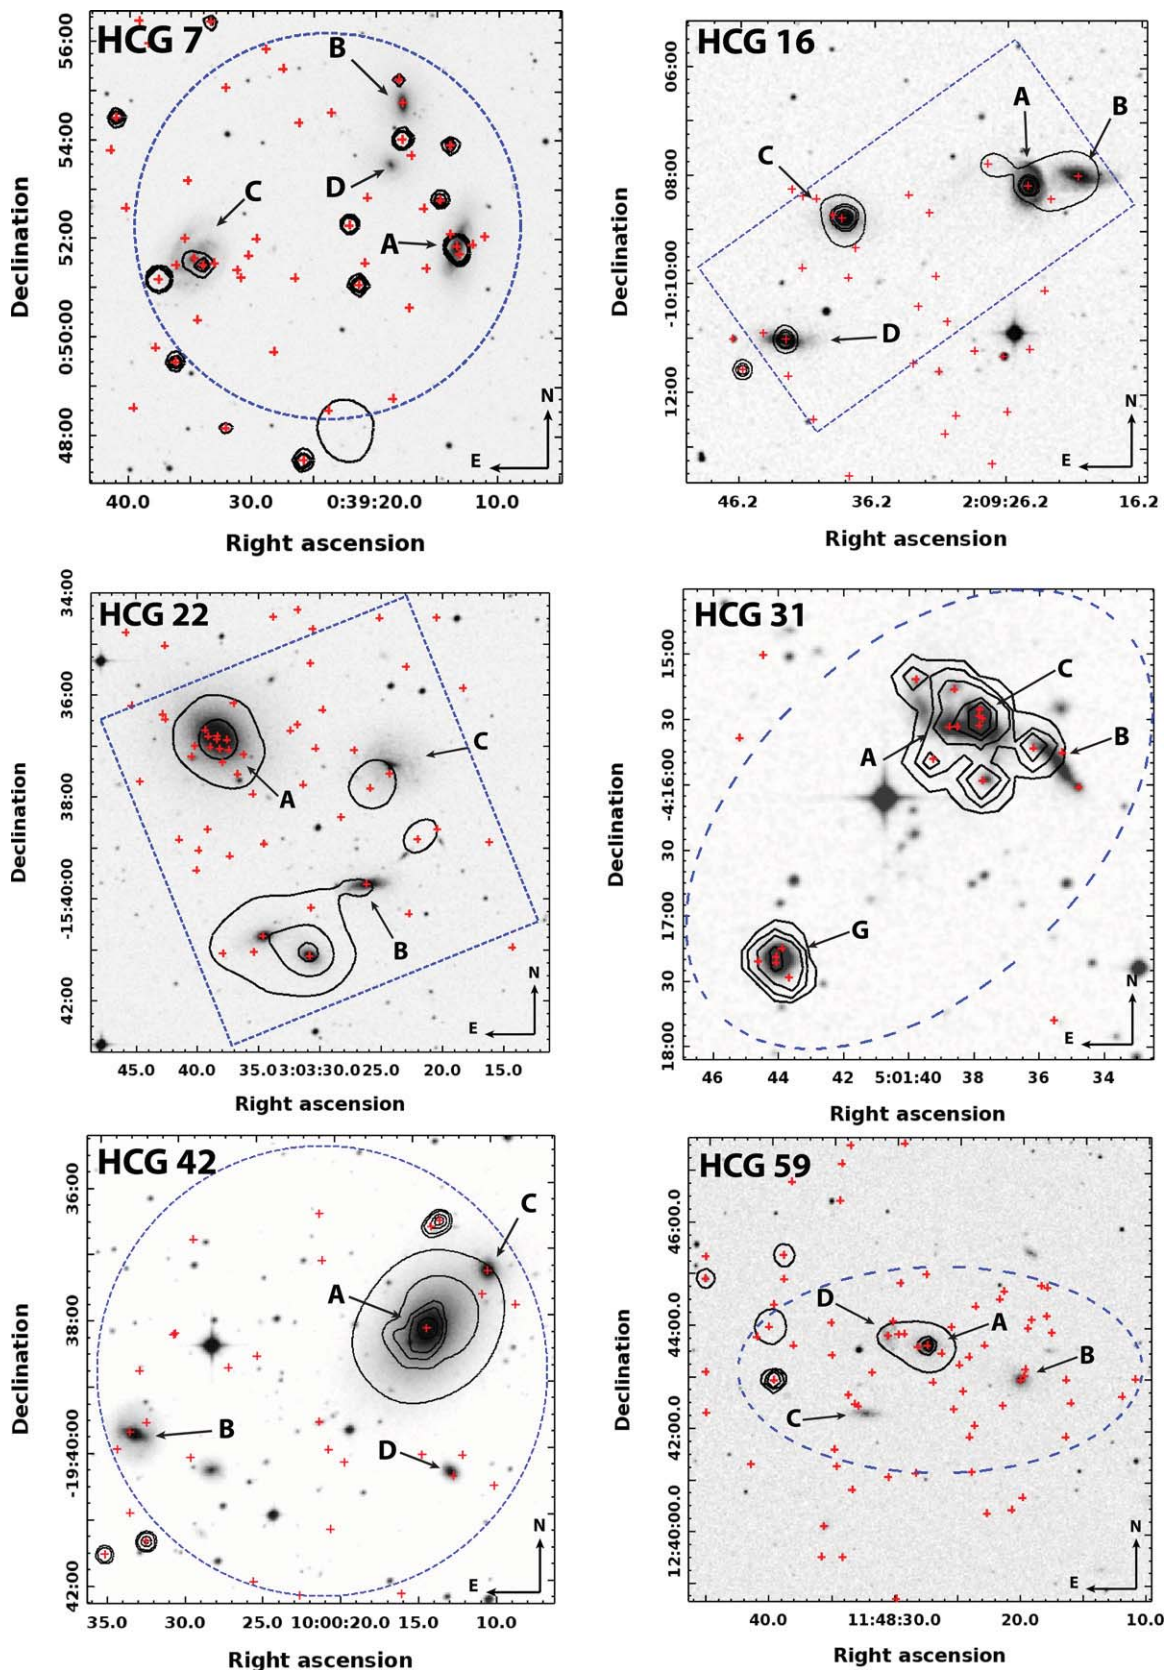 HCG 7
56:00
54:00
52:00
0:50:00
48:00
Declination
B
D
C
A
N
E
40.0 30.0 0:39:20.0 10.0
Right ascension
HCG 16
06:00
08:00
-10:10:00
12:00
Declination
A
B
C
D
N
E
46.2 36.2 2:09:26.2 16.2
Right ascension
HCG 22
34:00
36:00
38:00
-15:40:00
42:00
Declination
C
A
B
N
E
45.0 40.0 35.0 3:03:30.0 25.0 20.0 15.0
Right ascension
HCG 31
15:00
30
-4:16:00
30
17:00
30
18:00
Declination
C
A
B
G
N
E
46 44 42 5:01:40 38 36 34
Right ascension
HCG 42
36:00
38:00
-19:40:00
42:00
Declination
C
A
B
D
N
E
35.0 30.0 25.0 10:00:20.0 15.0 10.0
Right ascension
HCG 59
46:00.0
44:00.0
42:00.0
12:40:00.0
Declination
D
A
B
C
N
E
40.0 11:48:30.0 20.0 10.0
Right ascension